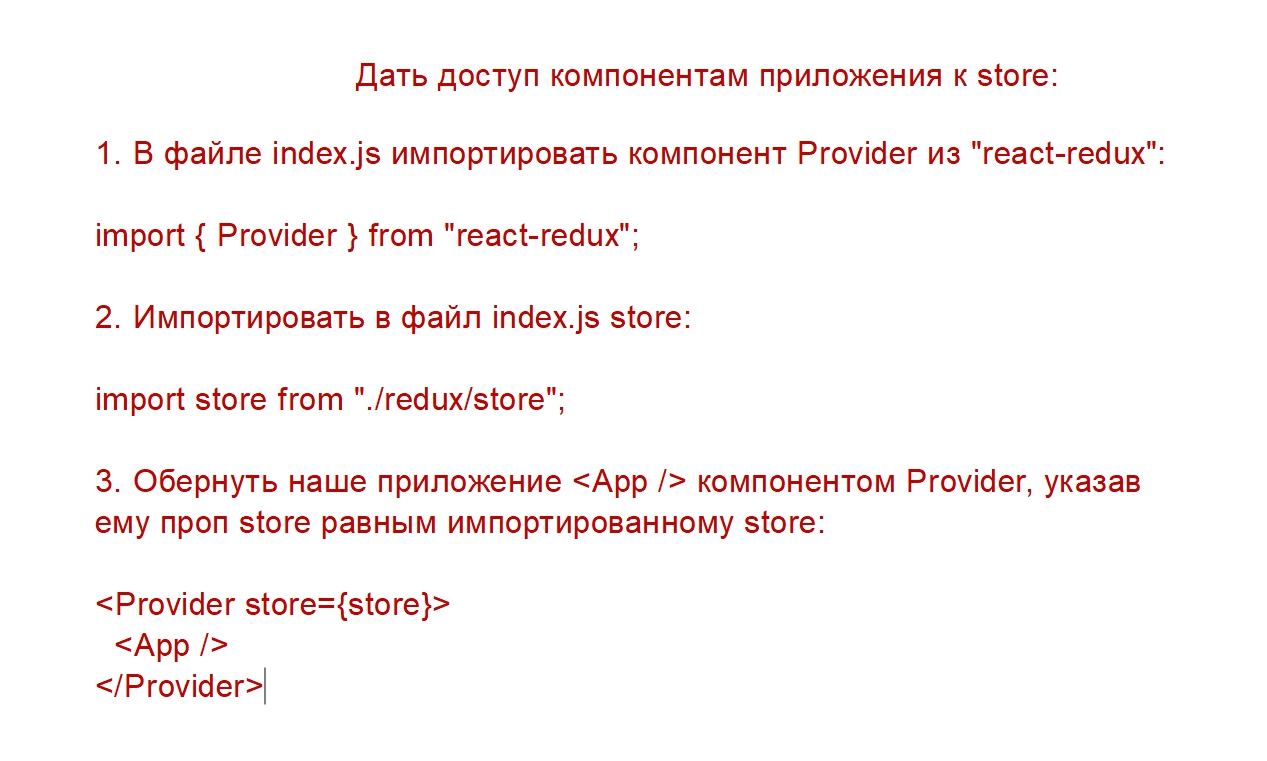 Дать доступ компонентам приложения к store:
1. В файле index.js импортировать компонент Provider из "react-redux":
import { Provider } from "react-redux";
2. Импортировать в файл index.js store:
import store from "./redux/store";
3. Обернуть наше приложение <App /> компонентом Provider, указав
ему проп store равным импортированному store:
<Provider store={store}>
<App />
</Provider>